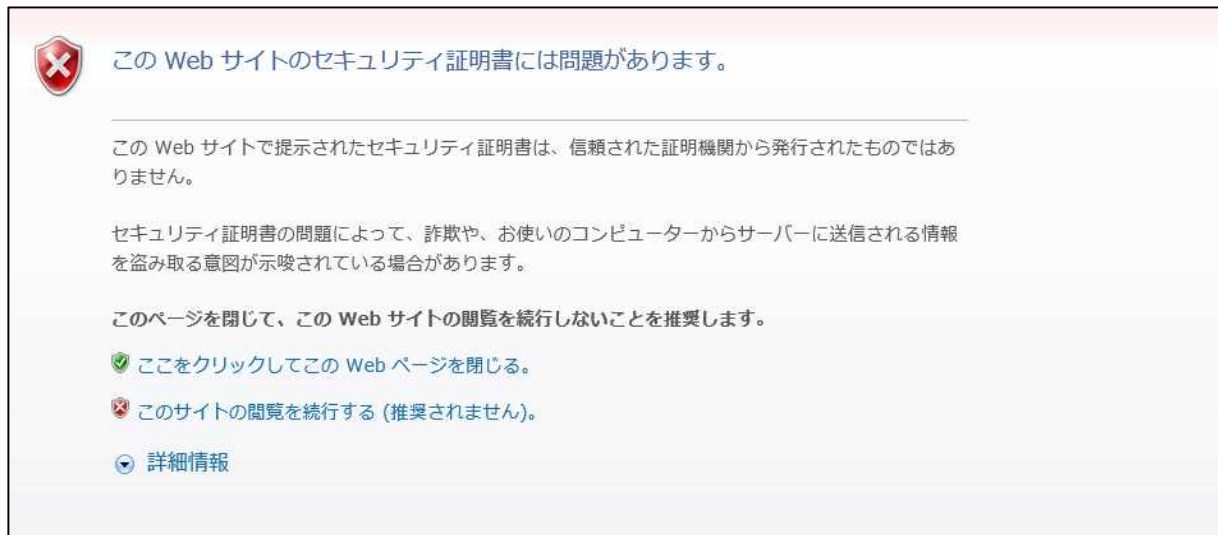 この Web サイトのセキュリティ証明書には問題があります。
この Web サイトで提示されたセキュリティ証明書は、信頼された証明機関から発行されたものではあ
りません。
セキュリティ証明書の問題によって、詐欺や、お使いのコンピューターからサーバーに送信される情報
を盗み取る意図が示唆されている場合があります。
このページを閉じて、この Web サイトの閲覧を続行しないことを推奨します。
ここをクリックしてこの Web ページを閉じる。
このサイトの閲覧を続行する (推奨されません)。
詳細情報